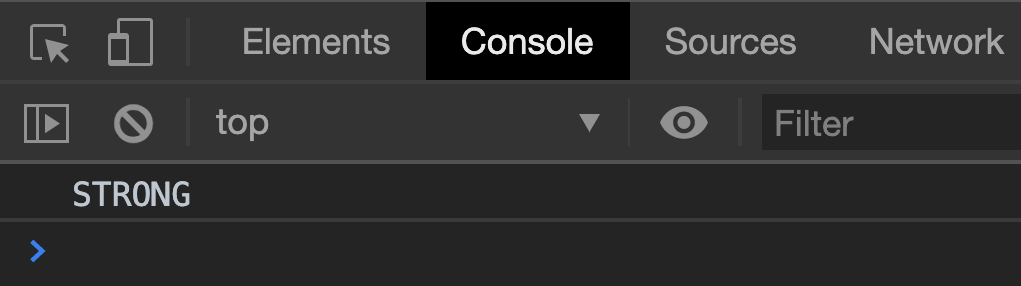 Elements Console Sources Network
top Filter
STRONG